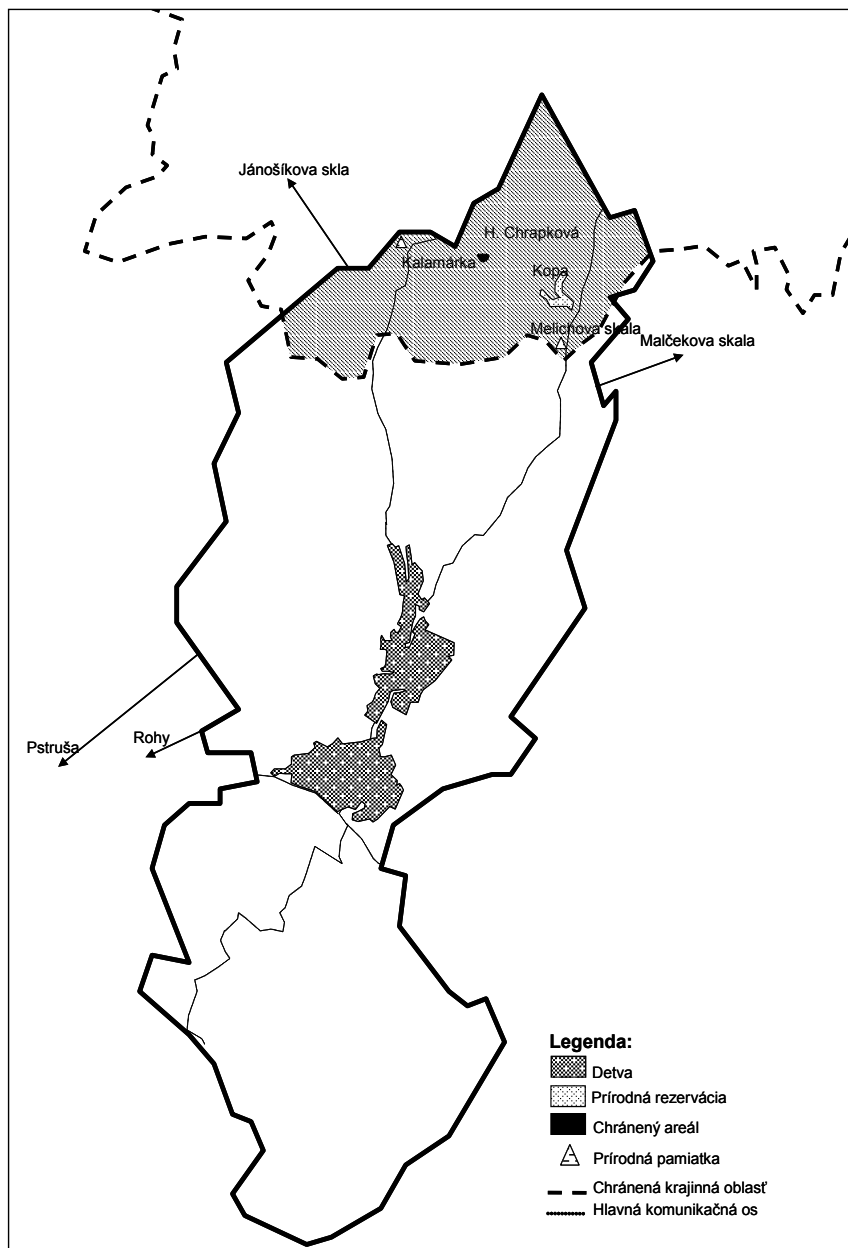 Jánošíkova skla
H. Chrapková
Kalamárka
Kopa
Melichova skala
Malčekova skala
Rohy
Pstruša
Legenda:
Detva
Prírodná rezervácia
Chránený areál
Prírodná pamiatka
Chránená krajinná oblasť
Hlavná komunikačná os